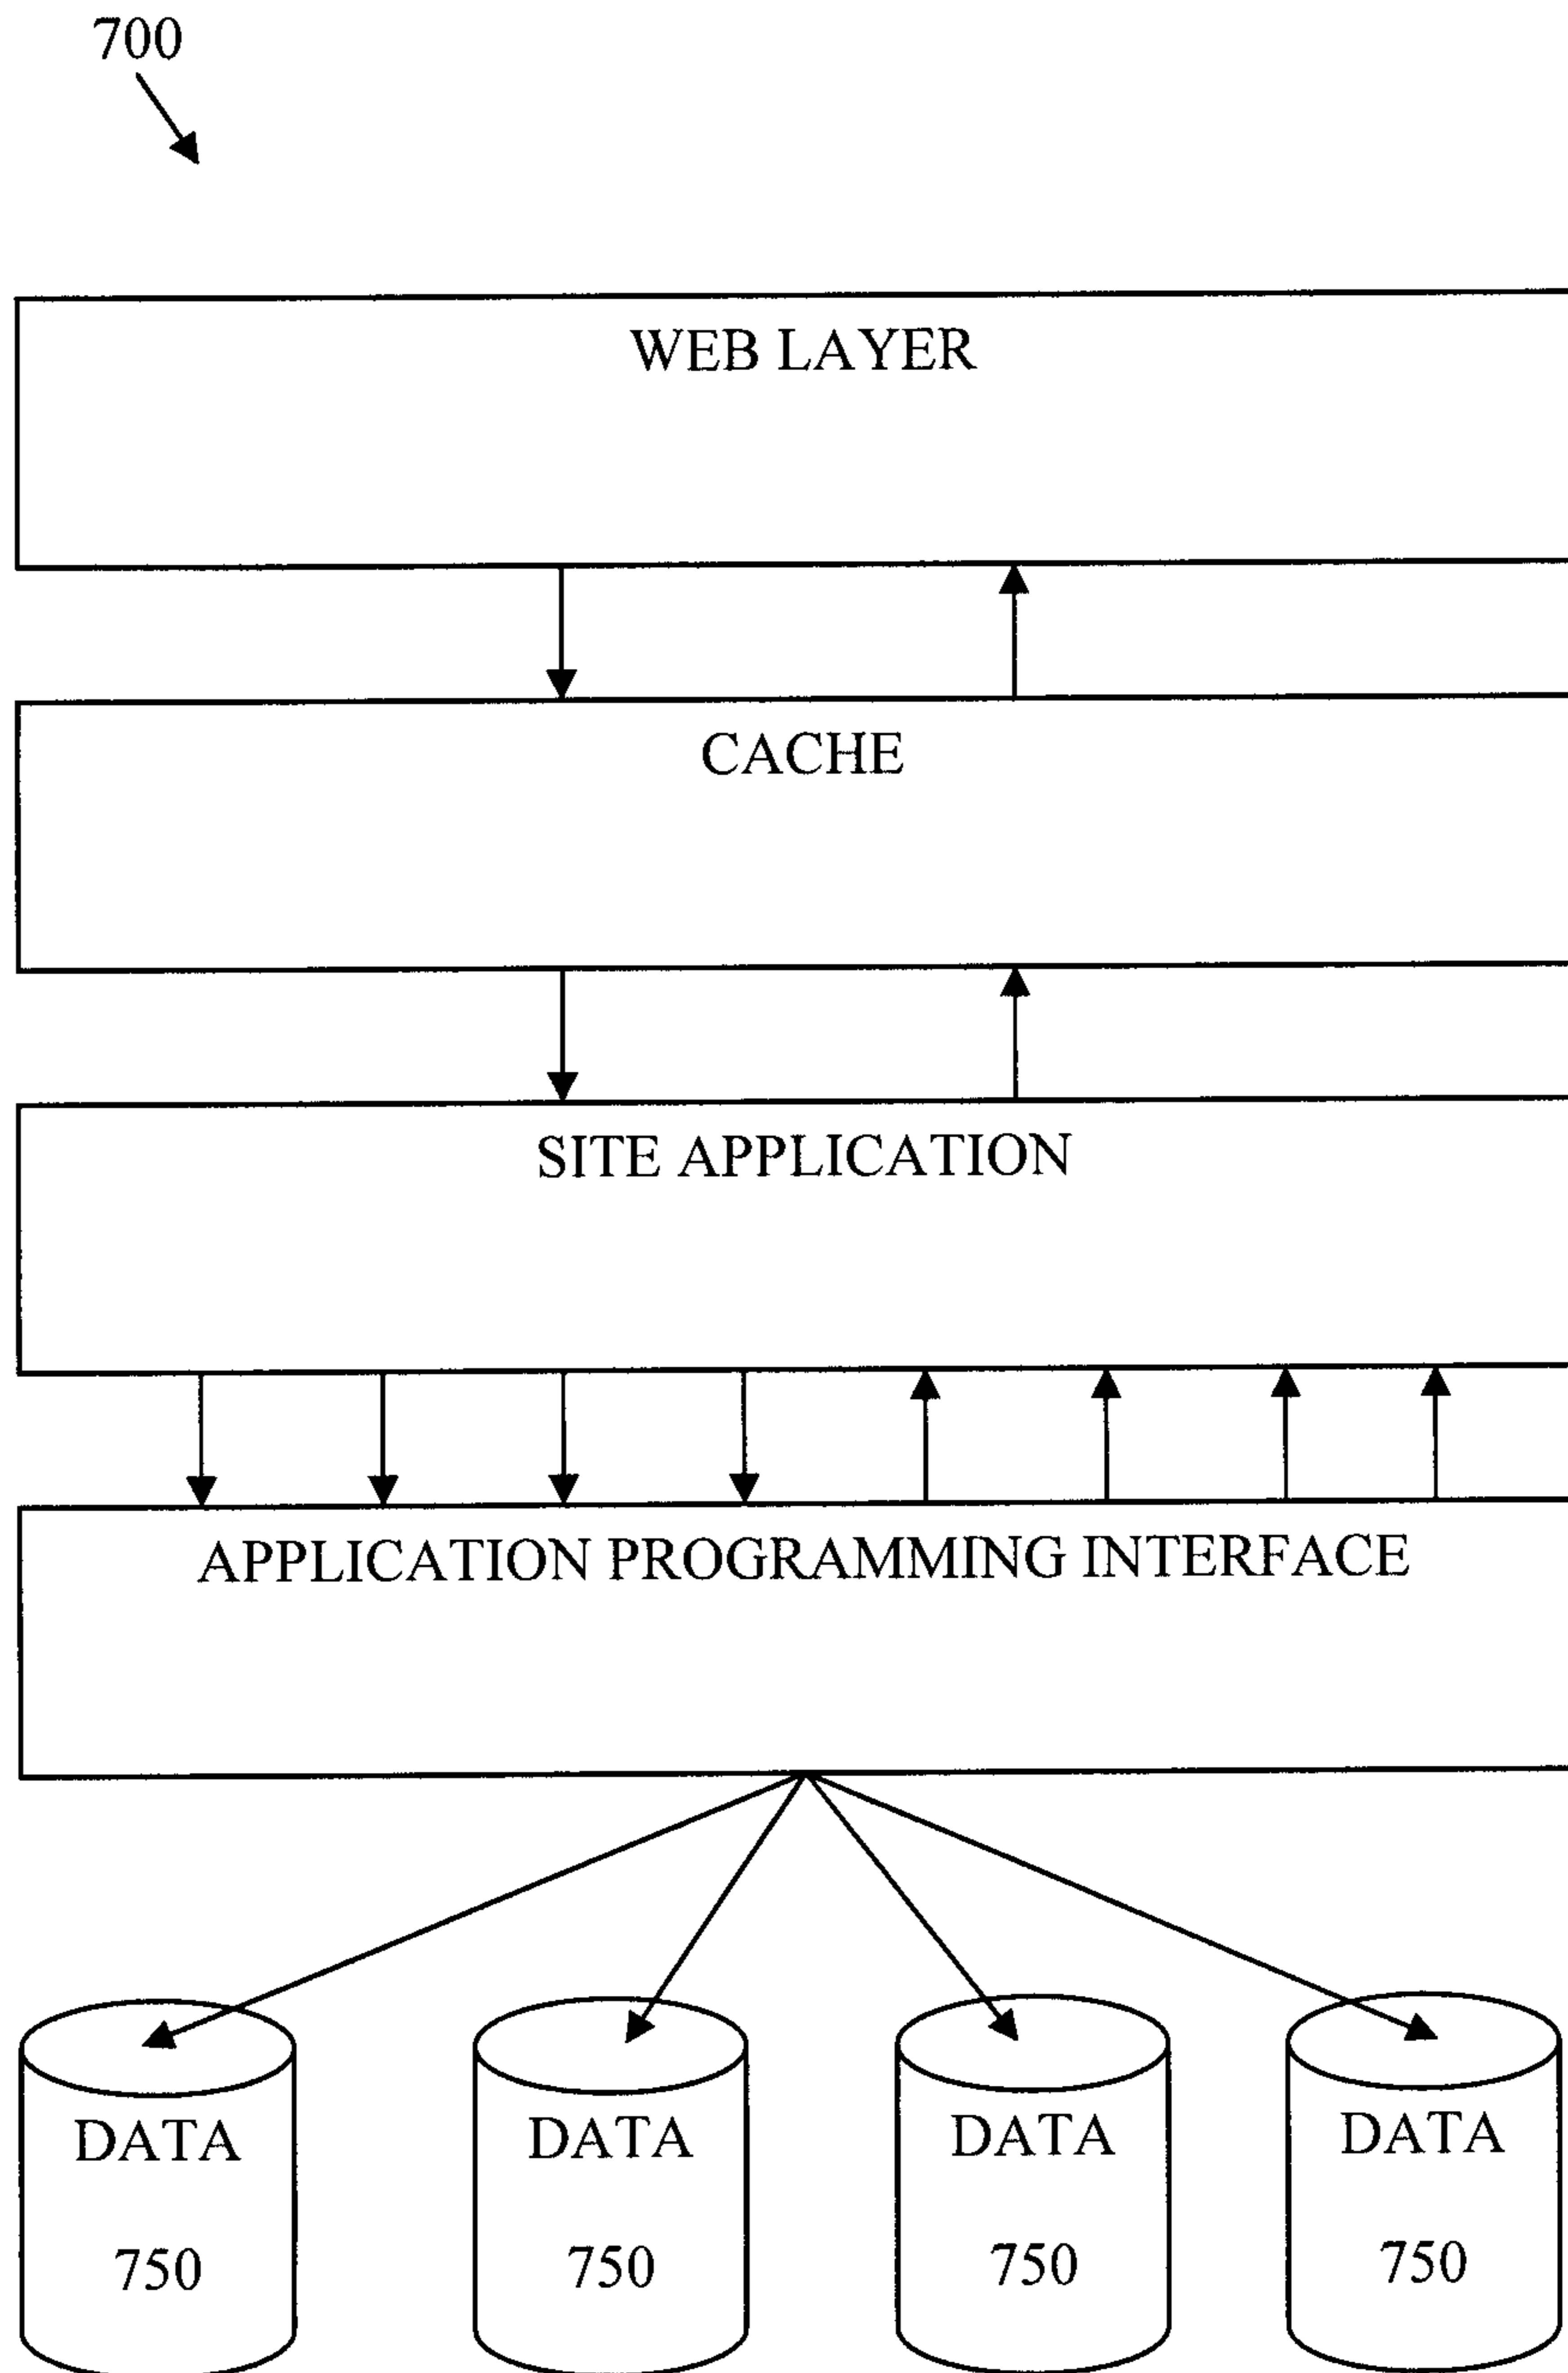 700
WEB LAYER
CACHE
SITE APPLICATION
APPLICATION PROGRAMMING INTERFACE
DATA DATA DATA DATA
750 750 750 750